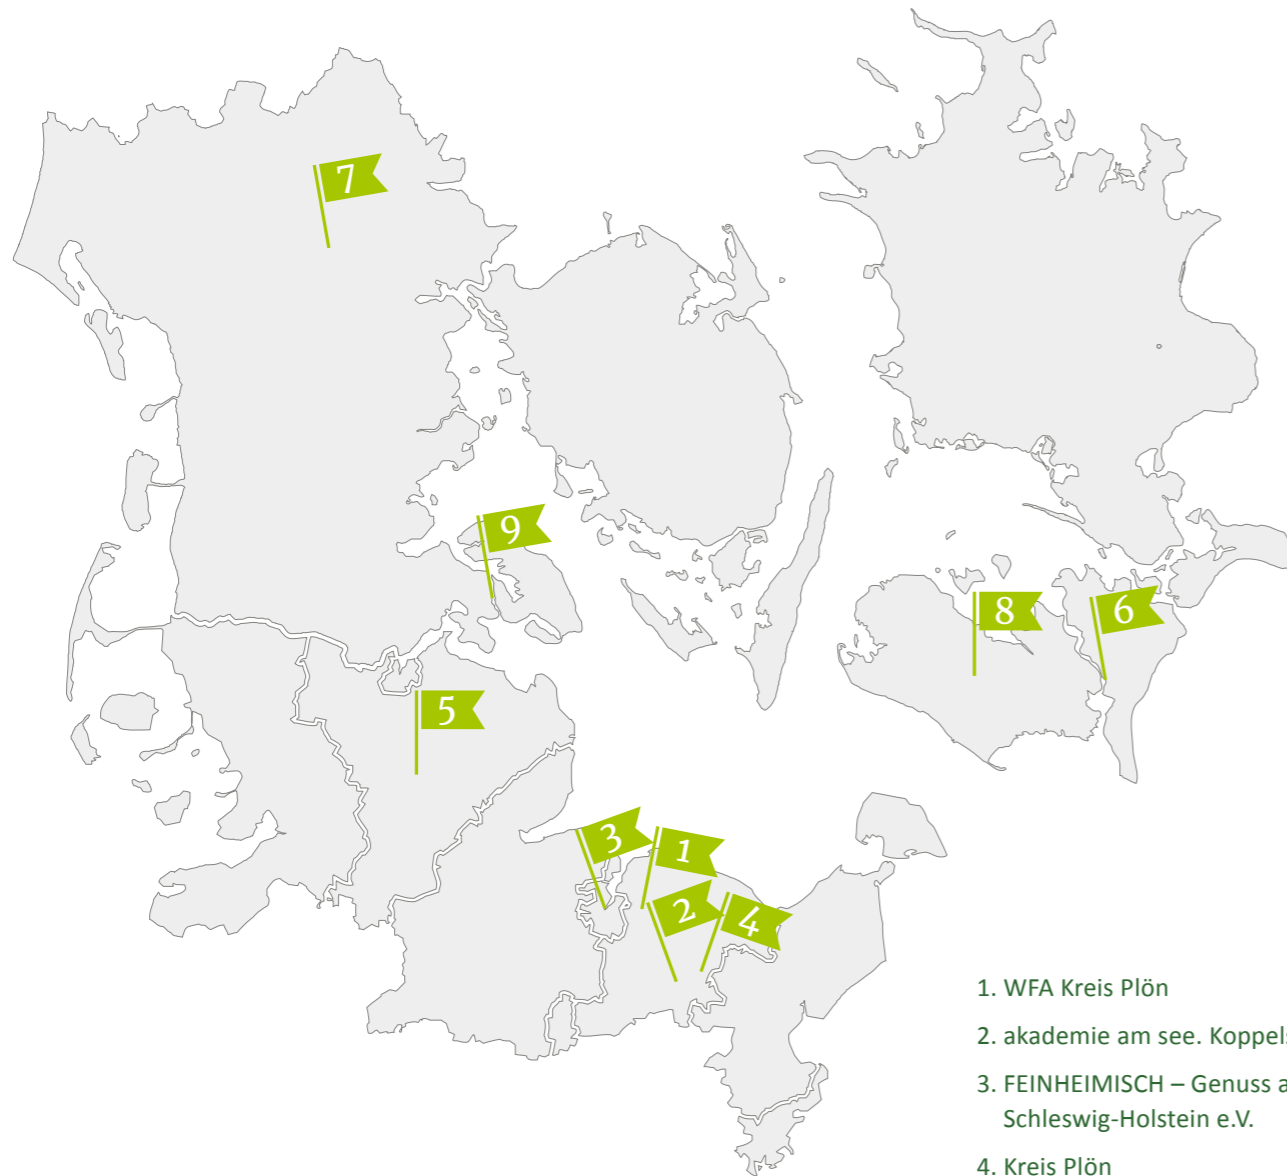 7
9
8
6
5
3
1
2
4
1. WFA Kreis Plön
2. akademie am see.
3. FEINHEIMISCH – Genuss
Schleswig-Holstein e.V.
4. Kreis Plön